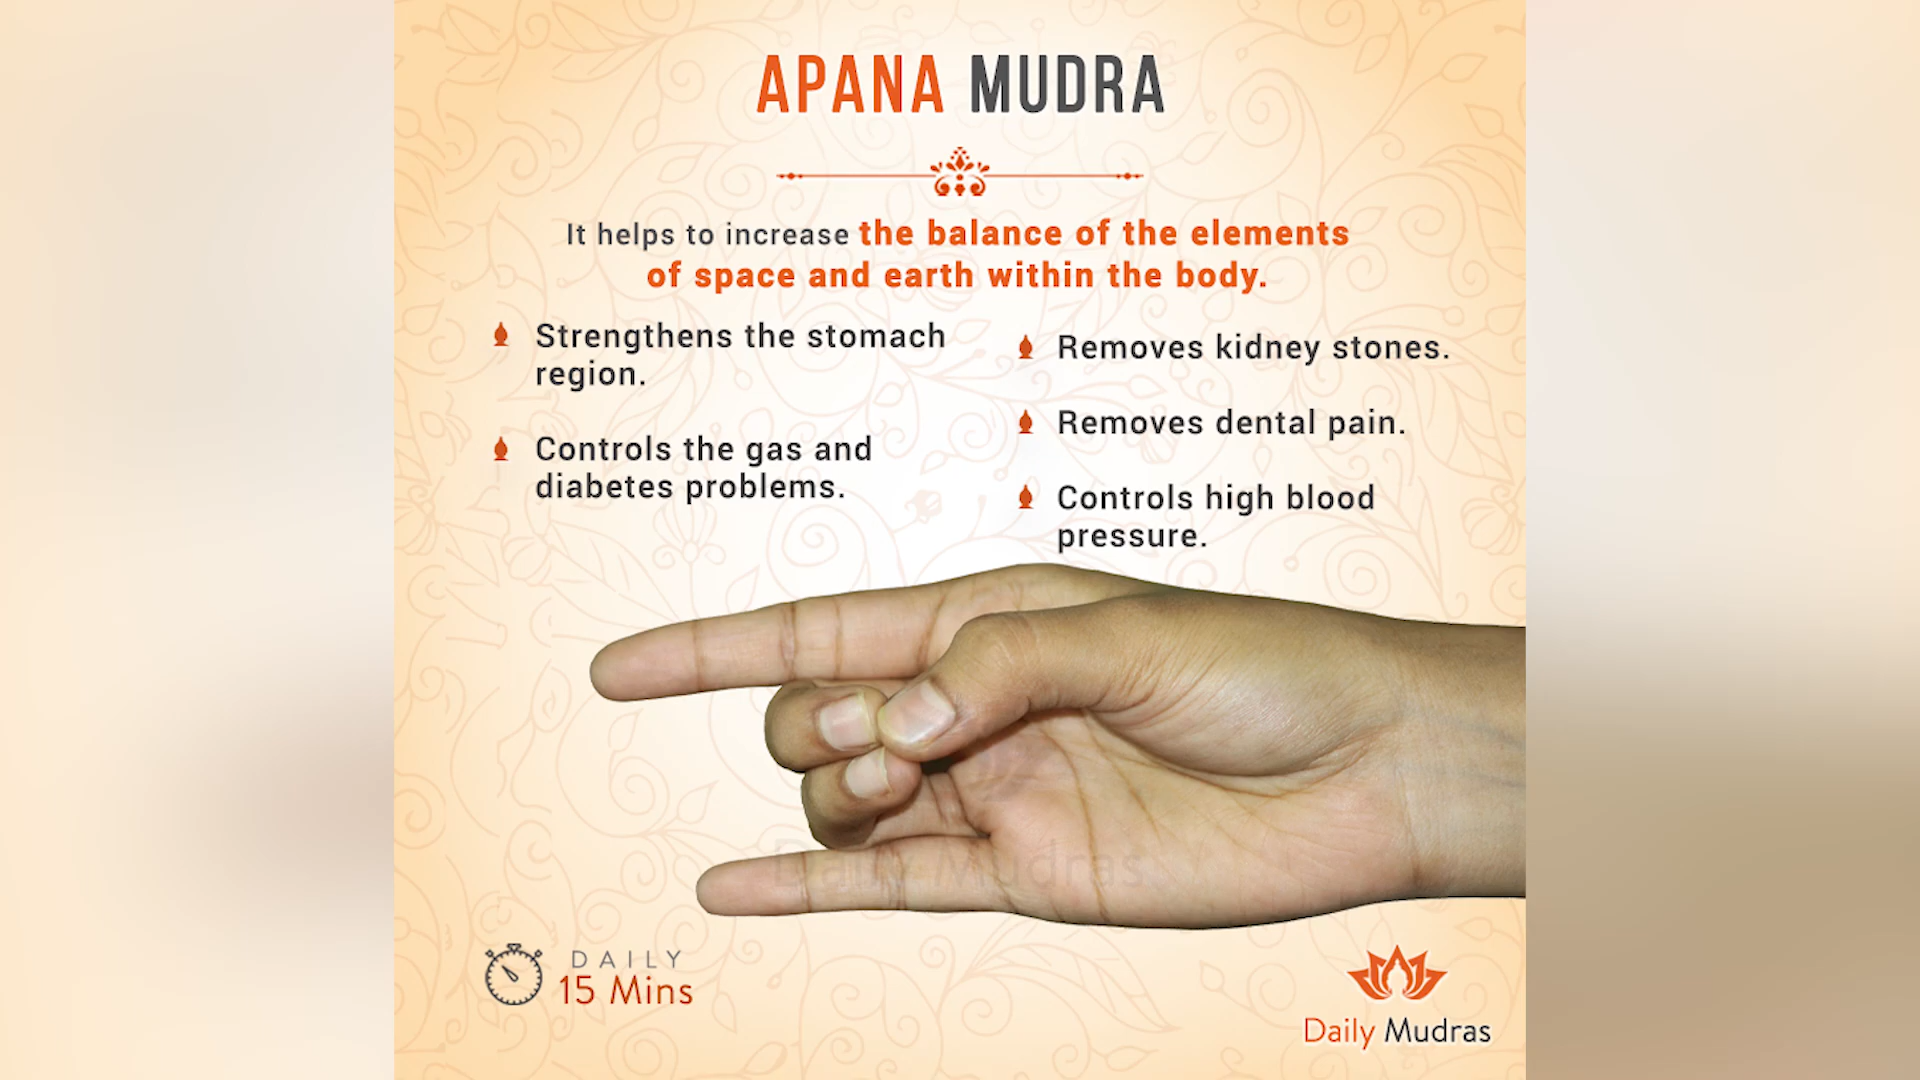 APANA MUDRA
It helps to increase the balance of the elements
of space and earth within the body.
Strengthens the stomach
region.
Controls the gas and
diabetes problems.
Removes kidney stones.
Removes dental pain.
Controls high blood
pressure.
Daily Mudras
DAILY
15 Mins
Daily Mudras